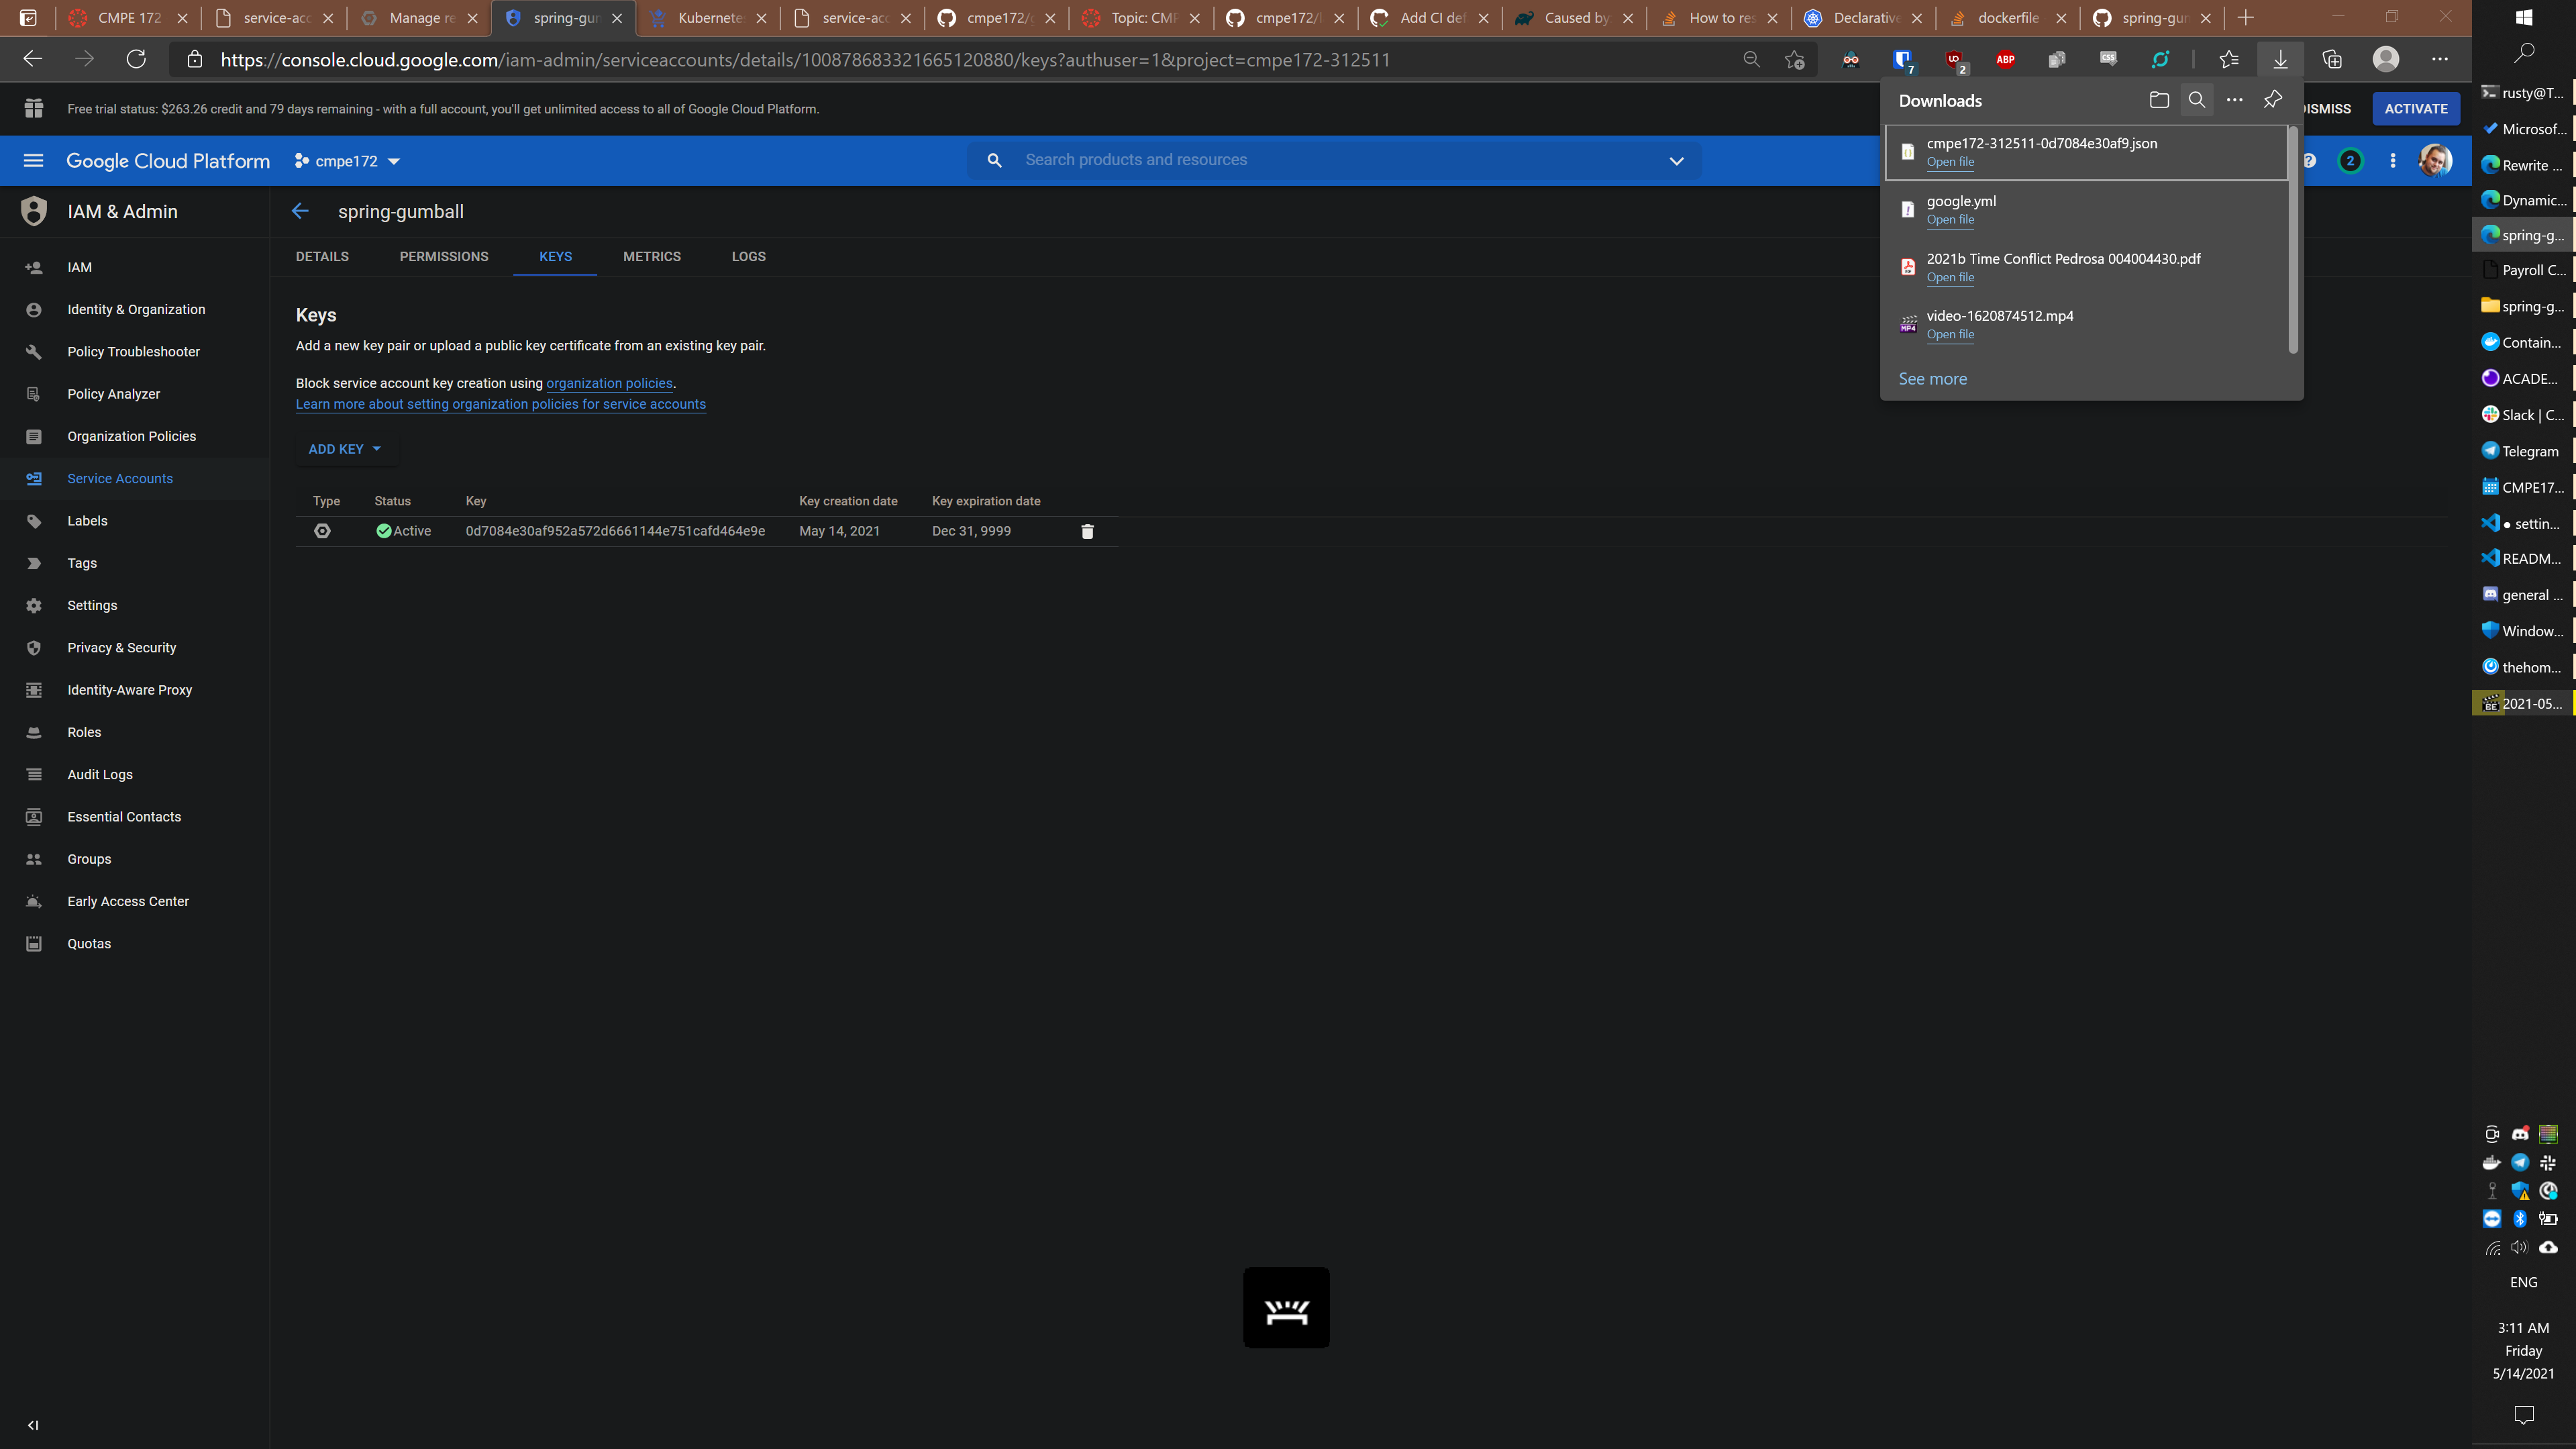 CMPE 172
service-acc
Manage re
spring-gum
Kubernete
service-acc
cmpe172/g
Topic: CMP
cmpe172/
Add CI def
Caused by
How to res
Declarative
dockerfile
spring-gum
https://console.cloud.google.com/iam-admin/serviceaccounts/details/100878683321665120880/keys?authuser=1&project=cmpe172-312511
7
2
ABP
CSS
Free trial status: $263.26 credit and 79 days remaining - with a full account, you'll get unlimited access to all of Google Cloud Platform.
DISMISS
ACTIVATE
Google Cloud Platform
cmpe172
Search products and resources
2
Downloads
cmpe172-312511-0d7084e30af9.json
Open file
google.yml
Open file
2021b Time Conflict Pedrosa 004004430.pdf
Open file
video-1620874512.mp4
Open file
See more
IAM & Admin
IAM
Identity & Organization
Policy Troubleshooter
Policy Analyzer
Organization Policies
Service Accounts
Labels
Tags
Settings
Privacy & Security
Identity-Aware Proxy
Roles
Audit Logs
Essential Contacts
Groups
Early Access Center
Quotas
spring-gumball
DETAILS
PERMISSIONS
KEYS
METRICS
LOGS
Keys
Add a new key pair or upload a public key certificate from an existing key pair.
Block service account key creation using organization policies.
Learn more about setting organization policies for service accounts
ADD KEY
Type Status Key Key creation date Key expiration date
Active 0d7084e30af952a572d6661144e751cafd464e9e May 14, 2021 Dec 31, 9999
rusty@T...
Microsof...
Rewrite ...
Dynamic...
spring-g...
Payroll C...
spring-g...
Contain...
ACADE...
Slack | C...
Telegram
CMPE17...
● settin...
READM...
general ...
Window...
thehom...
2021-05...
ENG
3:11 AM
Friday
5/14/2021